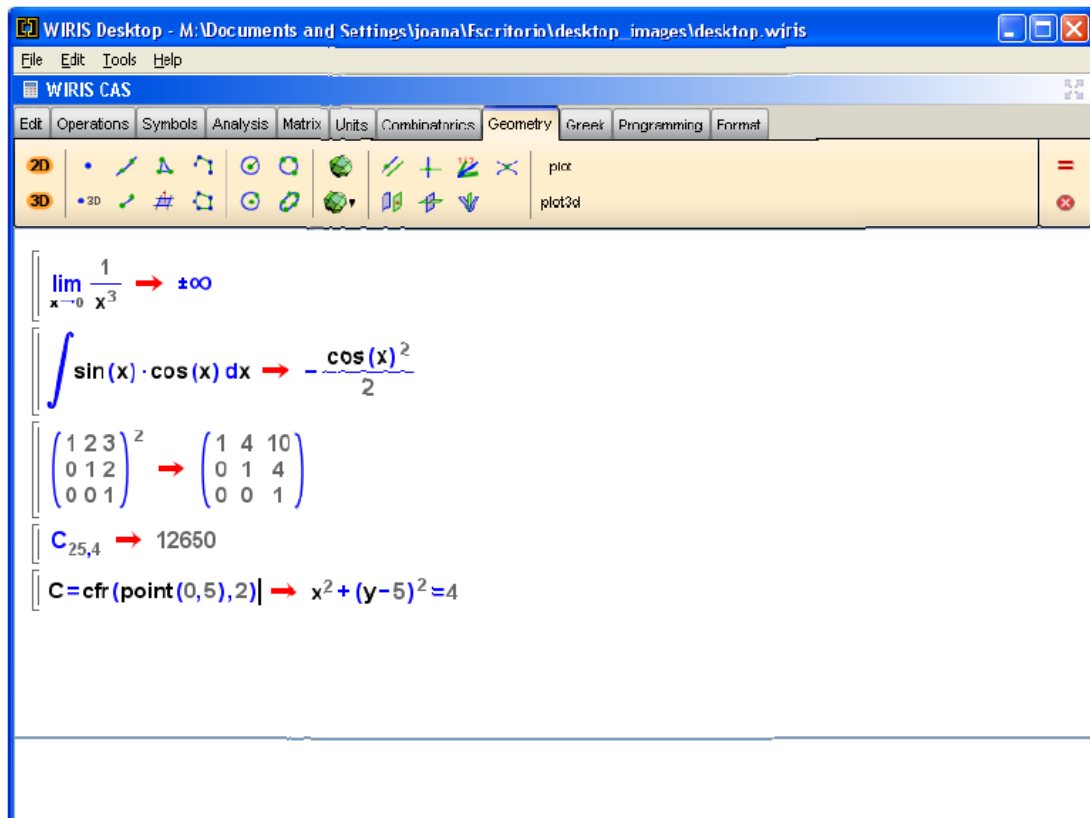 WIRIS Desktop - M:\Documents and Settings\joana\Escritorio\desktop_images\desktop.wiris
File Edit Tools Help
WIRIS CAS
Edit Operations Symbols Analysis Matrix Units Combinatorics Geometry Greek Programming Format
2D 1/2 plot =
3D •3D plot3d
lim x→0 1/x³ → ±∞
∫ sin(x)·cos(x) dx → - cos(x)²/2
(1 2 3
0 1 2
0 0 1)² → (1 4 10
0 1 4
0 0 1)
C25,4 → 12650
C=cfr(point(0,5),2) → x²+(y-5)²=4